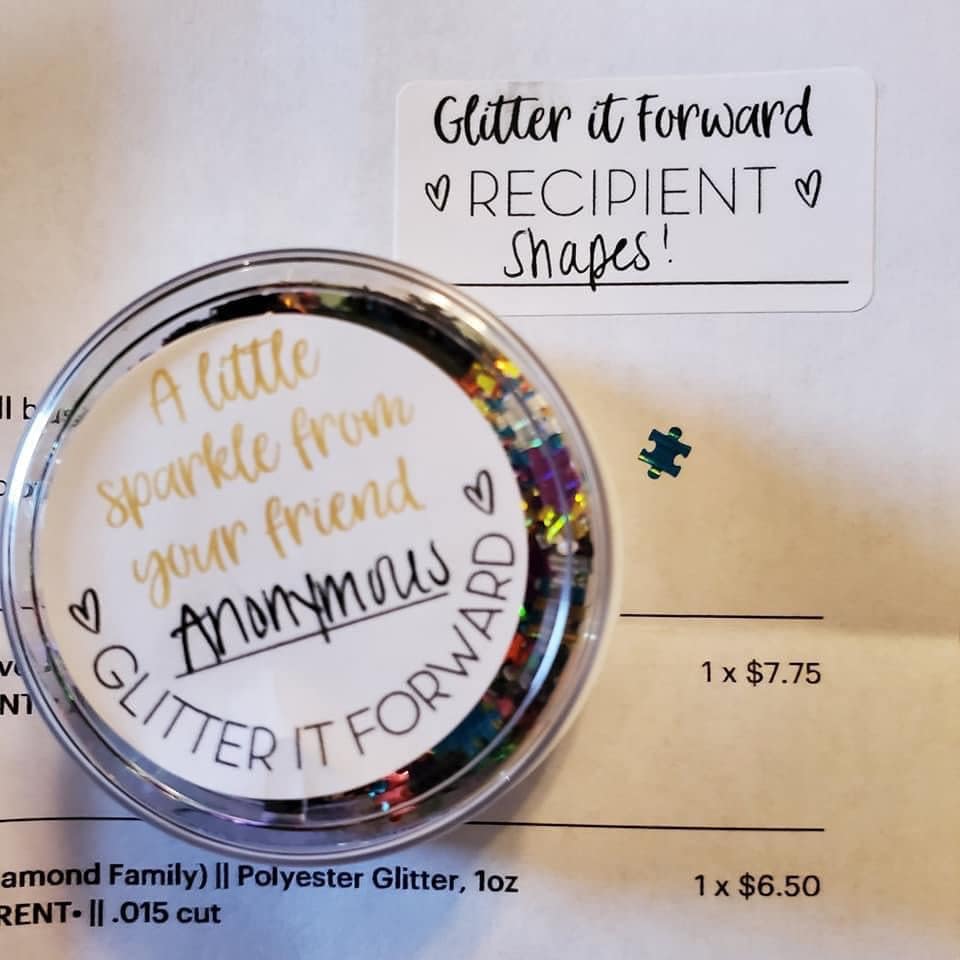 Glitter it Forward
RECIPIENT
Shapes!
A little
sparkle from
your friend
Anonymous
GLITTER IT FORWARD
1 x $7.75
NT
amond Family) || Polyester Glitter, 1oz
1 x $6.50
RENT• || .015 cut